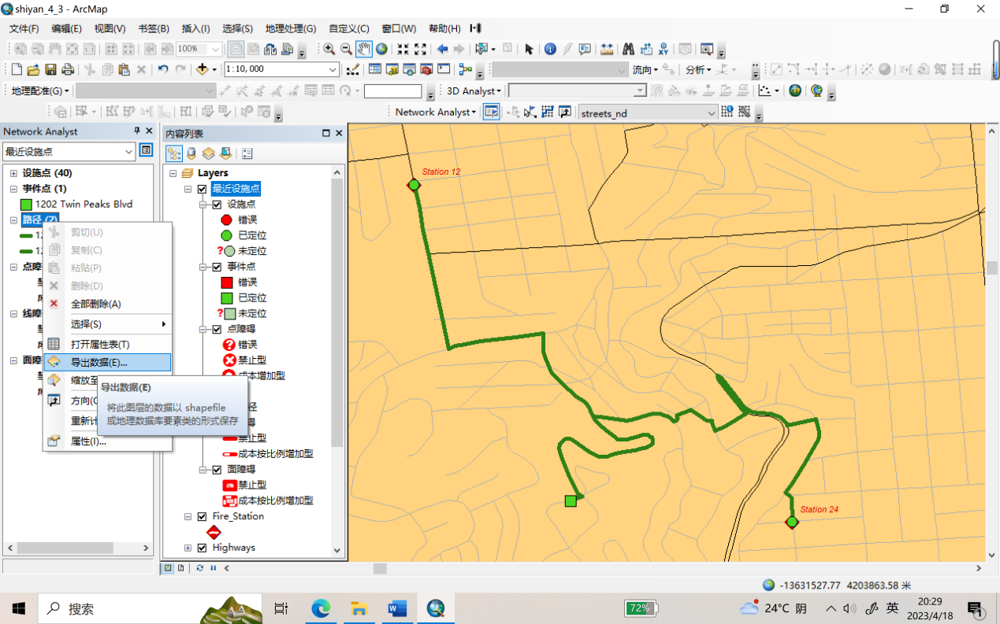 shiyan_4_3 - ArcMap
文件(F) 编辑(E) 视图(V) 书签(B) 插入(I) 选择(S) 地理处理(G) 自定义(C) 窗口(W) 帮助(H)
100%
1:10,000
流向 分析
地理配准(G)
3D Analyst
Network Analyst
streets_nd
Network Analyst
最近设施点
设施点 (40)
事件点 (1)
1202 Twin Peaks Blvd
路径 (2)
剪切(U)
复制(C)
粘贴(P)
删除(D)
全部删除(A)
选择(S)
打开属性表(T)
导出数据(E)...
缩放至
方向(
重新计
属性(I)...
点障
线障
面障
导出数据(E)
将此图层的数据以 shapefile
或地理数据库要素类的形式保存
内容列表
Layers
最近设施点
设施点
错误
已定位
未定位
事件点
错误
已定位
未定位
点障碍
错误
禁止型
成本增加型
径
碍
禁止型
成本按比例增加型
面障碍
禁止型
成本按比例增加型
Fire_Station
Highways
Station 12
Station 24
-13631527.77 4203863.58 米
搜索
72%
24°C 阴
英
20:29
2023/4/18
1